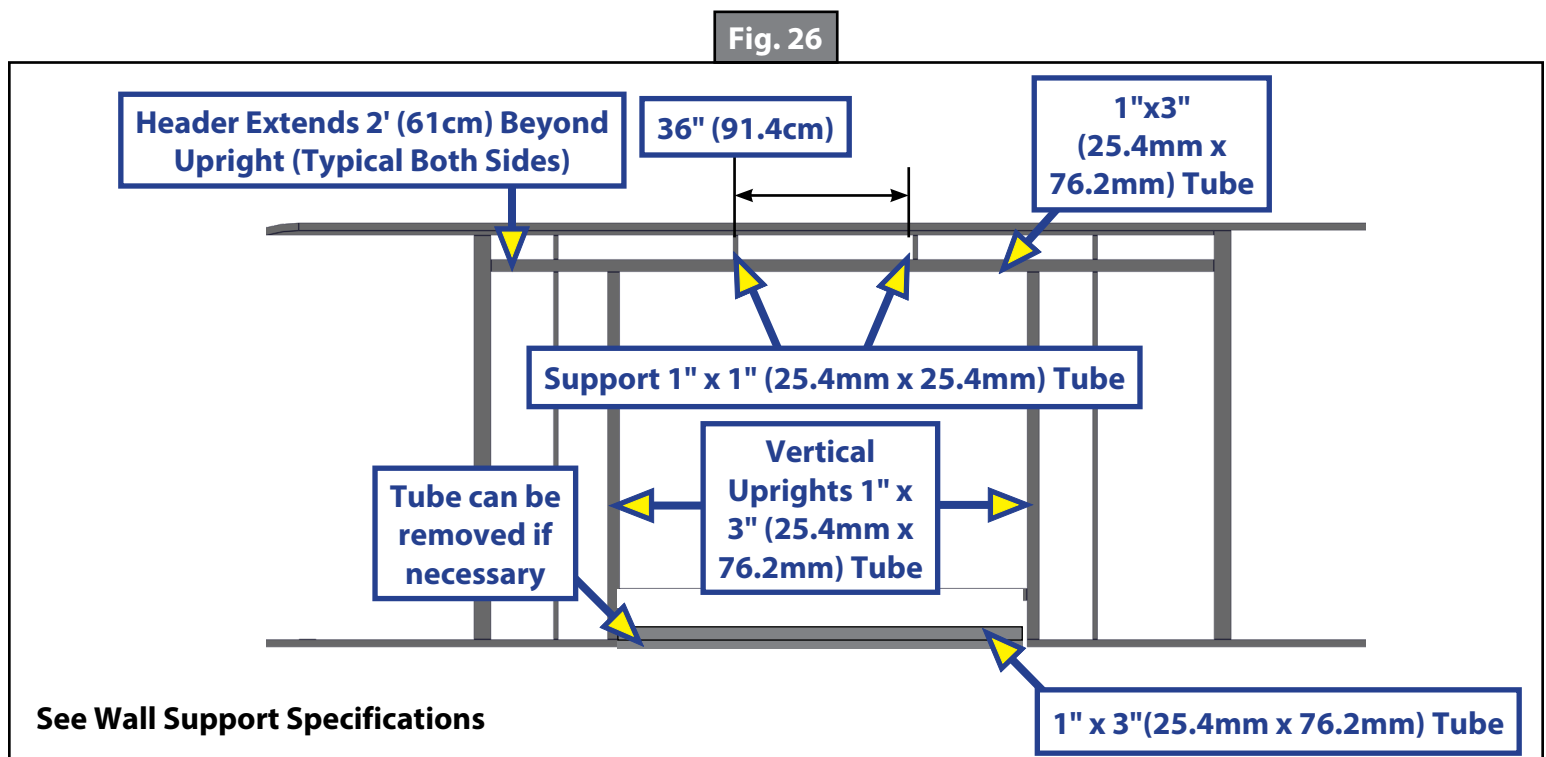 Fig. 26
Header Extends 2' (61cm) Beyond
Upright (Typical Both Sides)
36" (91.4cm)
1"x3"
(25.4mm x
76.2mm) Tube
Support 1" x 1" (25.4mm x 25.4mm) Tube
Vertical
Uprights 1" x
3" (25.4mm x
76.2mm) Tube
Tube can be
removed if
necessary
See Wall Support Specifications
1" x 3"(25.4mm x 76.2mm) Tube